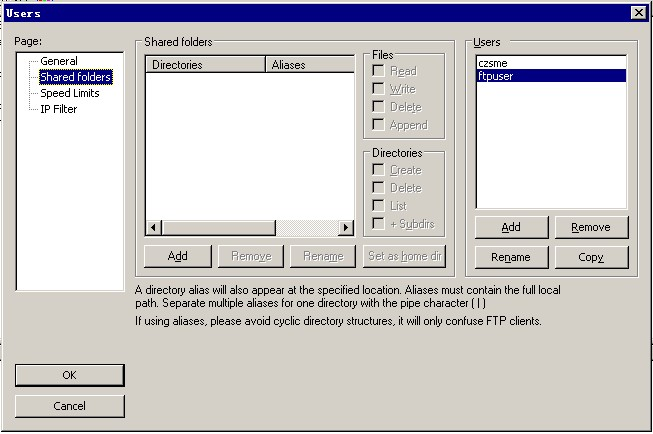 Users
Page:
General
Shared folders
Speed Limits
IP Filter
Shared folders
Directories Aliases
Files
Read
Write
Delete
Append
Directories
Create
Delete
List
+ Subdirs
Add Remove Rename Set as home dir
Users
czsme
ftpuser
Add Remove
Rename Copy
A directory alias will also appear at the specified location. Aliases must contain the full local
path. Separate multiple aliases for one directory with the pipe character ( | )
If using aliases, please avoid cyclic directory structures, it will only confuse FTP clients.
OK
Cancel